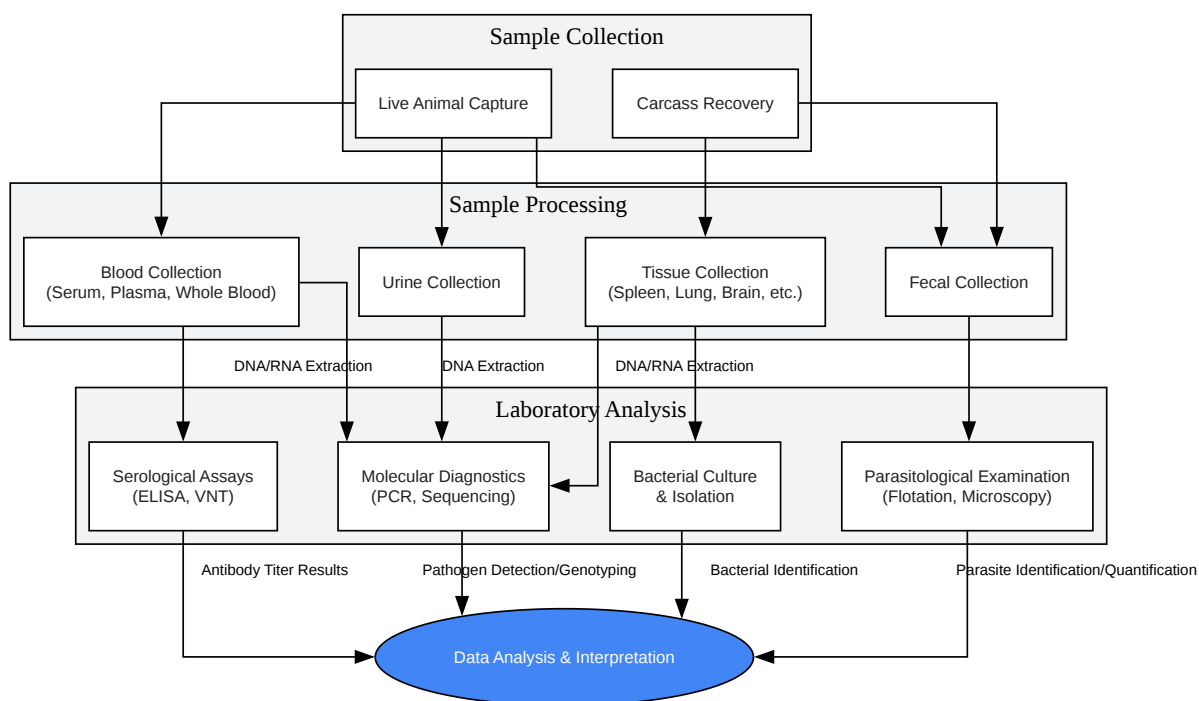 Sample Collection
Live Animal Capture
Carcass Recovery
Sample Processing
Blood Collection
(Serum, Plasma, Whole Blood)
Urine Collection
Tissue Collection
(Spleen, Lung, Brain, etc.)
Fecal Collection
DNA/RNA Extraction
DNA Extraction
DNA/RNA Extraction
Laboratory Analysis
Serological Assays
(ELISA, VNT)
Molecular Diagnostics
(PCR, Sequencing)
Bacterial Culture
& Isolation
Parasitological Examination
(Flotation, Microscopy)
Antibody Titer Results
Pathogen Detection/Genotyping
Bacterial Identification
Parasite Identification/Quantification
Data Analysis & Interpretation